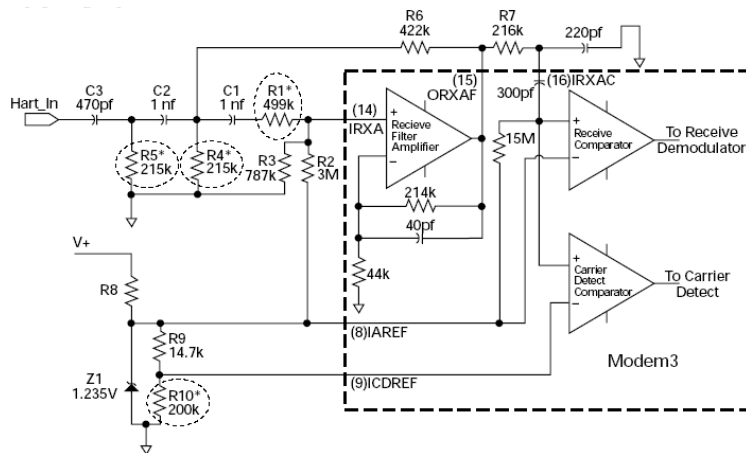 R6
422k
R7
216k
220pf
C3
470pf
C2
1 nf
C1
1 nf
R1*
499k
(15)
ORXAF
(16)IRXAC
300pf
Hart_In
(14)
IRXA
+
Recieve
Filter
Amplifier
−
15M
+
Receive
Comparator
−
To Receive
Demodulator
R5*
215k
R4*
215k
R3
787k
R2
3M
214k
40pf
44k
V+
R8
+
Carrier
Detect
Comparator
−
To Carrier
Detect
(8)IAREF
R9
14.7k
Z1
1.235V
R10*
200k
(9)ICDREF
Modem3